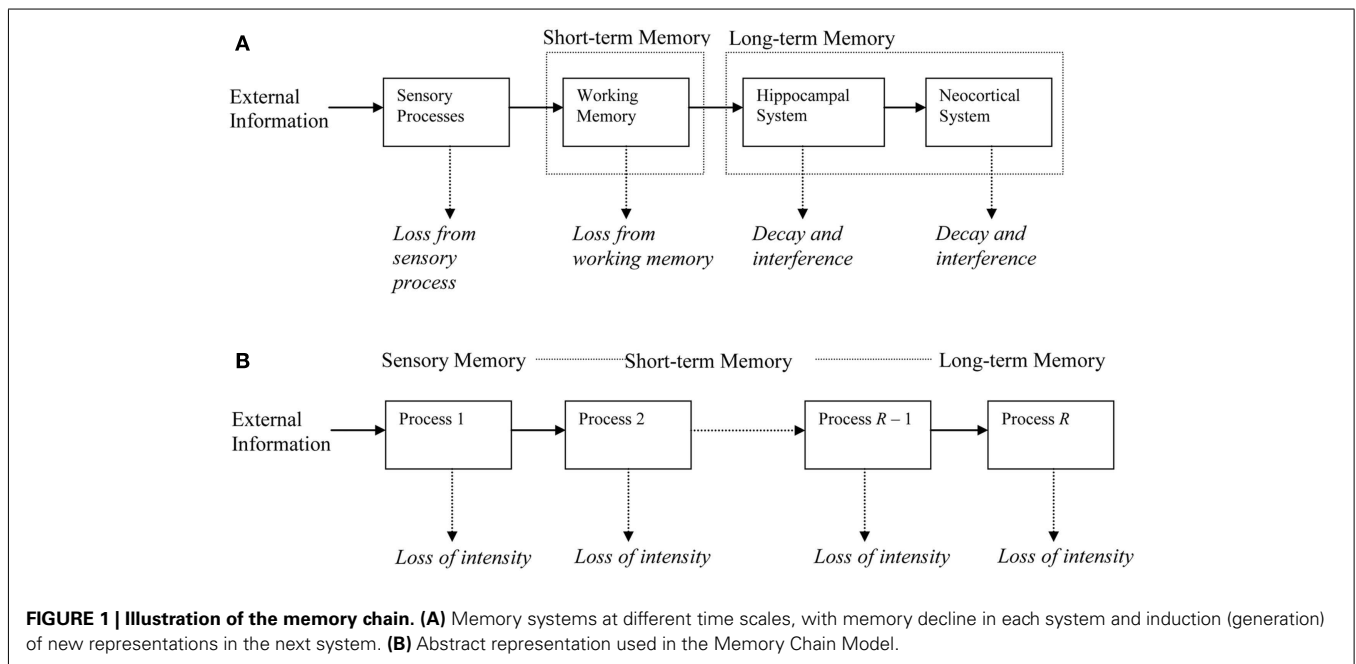 A
Short-term Memory Long-term Memory
External
Information
Sensory
Processes
Working
Memory
Hippocampal
System
Neocortical
System
Loss from
sensory
process
Loss from
working memory
Decay and
interference
Decay and
interference
B
Sensory Memory Short-term Memory Long-term Memory
External
Information
Process 1
Process 2
Process R – 1
Process R
Loss of intensity
Loss of intensity
Loss of intensity
Loss of intensity
FIGURE 1 | Illustration of the memory chain. (A) Memory systems at different time scales, with memory decline in each system and induction (generation)
of new representations in the next system. (B) Abstract representation used in the Memory Chain Model.